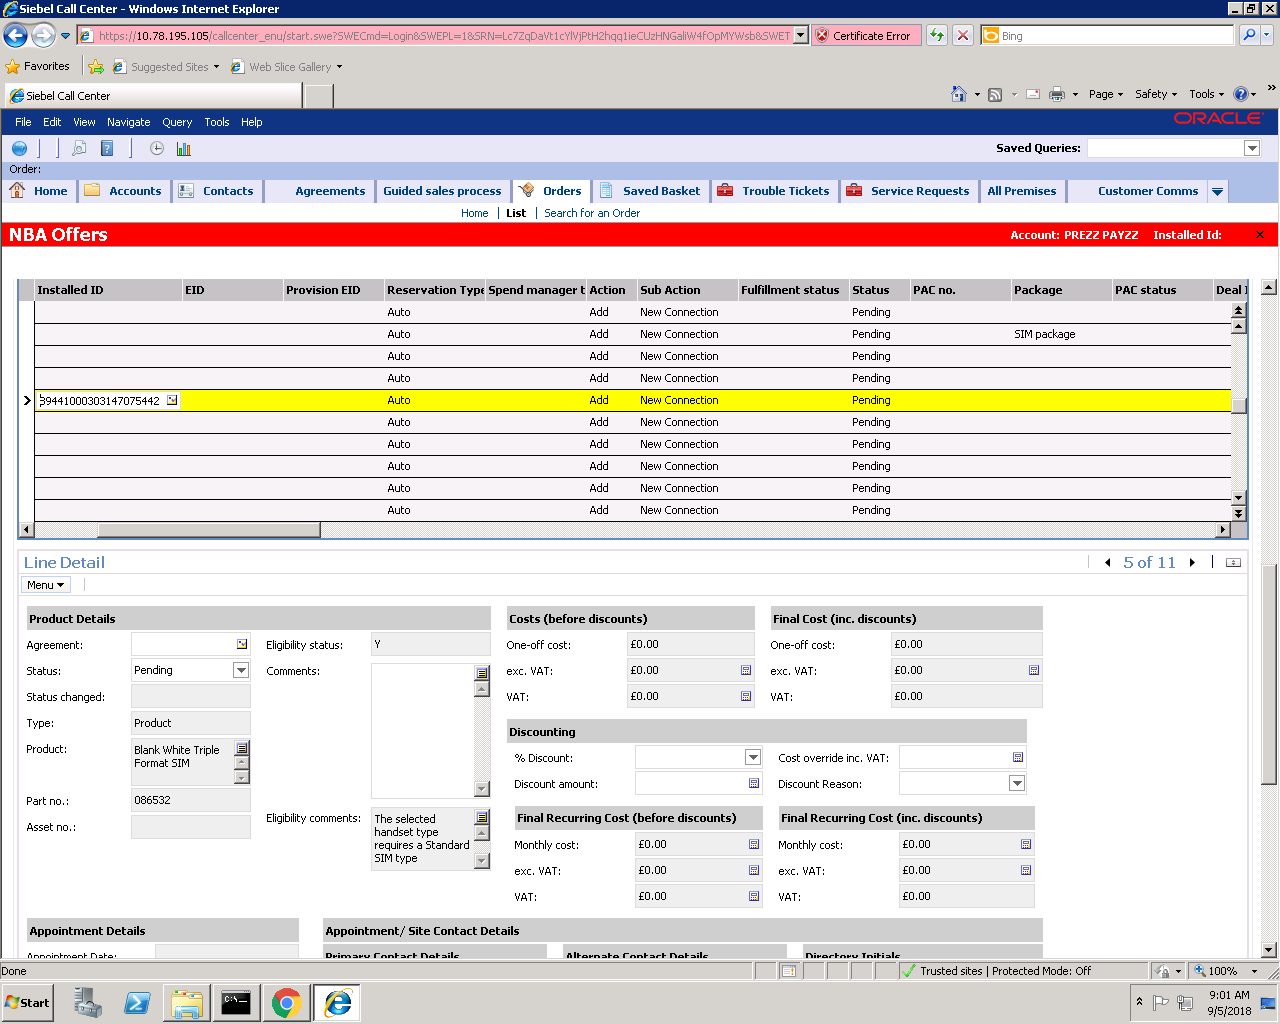 Siebel Call Center - Windows Internet Explorer
https://10.78.195.105/callcenter_enu/start.swe?SWECmd=Login&SWEPL=1&SRN=
Certificate Error
Bing
Favorites
Suggested Sites
Web Slice Gallery
Siebel Call Center
Page
Safety
Tools
File Edit View Navigate Query Tools Help
ORACLE
Saved Queries:
Order:
Home Accounts Contacts Agreements Guided sales process Orders Saved Basket Trouble Tickets Service Requests All Premises Customer Comms
Home | List | Search for an Order
NBA Offers
Account: PREZZ PAYZZ Installed Id:
Installed ID EID Provision EID Reservation Type Spend manager t Action Sub Action Fulfillment status Status PAC no. Package PAC status Deal I
Auto Add New Connection Pending
Auto Add New Connection Pending SIM package
Auto Add New Connection Pending
Auto Add New Connection Pending
39441000303147075442 Auto Add New Connection Pending
Auto Add New Connection Pending
Auto Add New Connection Pending
Auto Add New Connection Pending
Auto Add New Connection Pending
Auto Add New Connection Pending
Line Detail
5 of 11
Menu
Product Details
Agreement:
Status: Pending
Status changed:
Type: Product
Product: Blank White Triple
Format SIM
Part no.: 086532
Asset no.:
Eligibility status: Y
Comments:
Eligibility comments: The selected
handset type
requires a Standard
SIM type
Costs (before discounts)
One-off cost: £0.00
exc. VAT: £0.00
VAT: £0.00
Final Cost (inc. discounts)
One-off cost: £0.00
exc. VAT: £0.00
VAT: £0.00
Discounting
% Discount:
Cost override inc. VAT:
Discount amount:
Discount Reason:
Final Recurring Cost (before discounts)
Monthly cost: £0.00
exc. VAT: £0.00
VAT: £0.00
Final Recurring Cost (inc. discounts)
Monthly cost: £0.00
exc. VAT: £0.00
VAT: £0.00
Appointment Details
Appointment Date:
Appointment/ Site Contact Details
Primary Contact Details
Alternate Contact Details
Directory Initials
Done
Trusted sites | Protected Mode: Off
100%
Start
C:\_
9:01 AM
9/5/2018